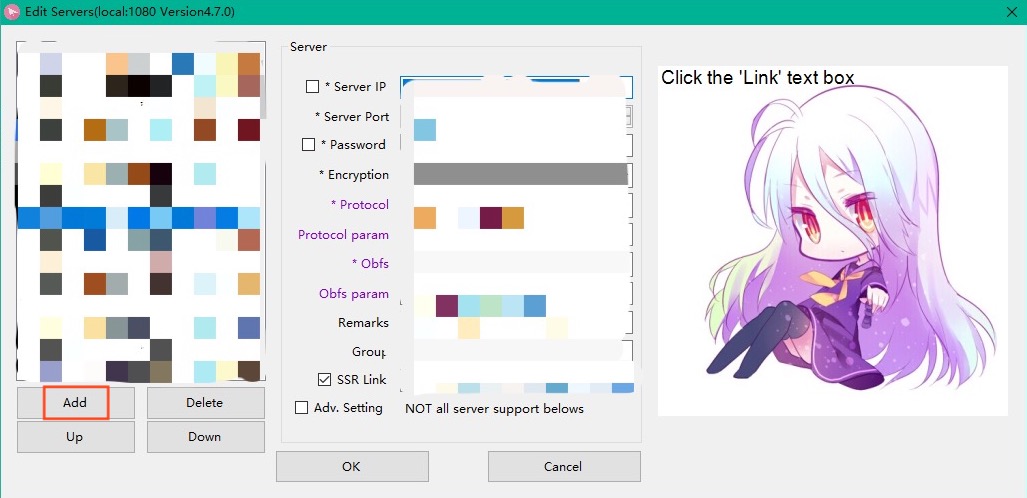 Edit Servers(local:1080 Version4.7.0)
Server
* Server IP
* Server Port
* Password
* Encryption
* Protocol
Protocol param
* Obfs
Obfs param
Remarks
Group
SSR Link
Adv. Setting
NOT all server support belows
Add
Delete
Up
Down
OK
Cancel
Click the 'Link' text box